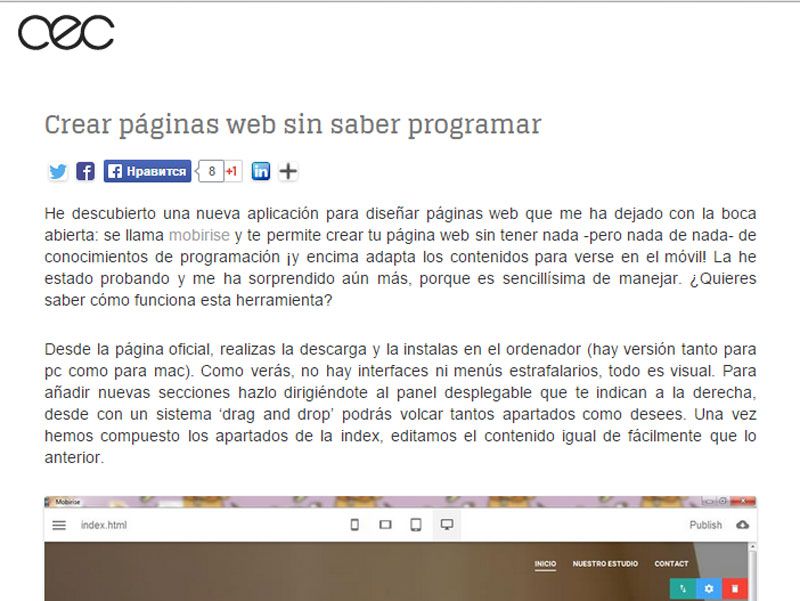 cec
Crear páginas web sin saber programar
Нравится 8 +1 in
He descubierto una nueva aplicación para diseñar páginas web que me ha dejado con la boca
abierta: se llama mobirise y te permite crear tu página web sin tener nada -pero nada de nada- de
conocimientos de programación ¡y encima adapta los contenidos para verse en el móvil! La he
estado probando y me ha sorprendido aún más, porque es sencillísima de manejar. ¿Quieres
saber cómo funciona esta herramienta?
Desde la página oficial, realizas la descarga y la instalas en el ordenador (hay versión tanto para
pc como para mac). Como verás, no hay interfaces ni menús estrafalarios, todo es visual. Para
añadir nuevas secciones hazlo dirigiéndote al panel desplegable que te indican a la derecha,
desde con un sistema ‘drag and drop’ podrás volcar tantos apartados como desees. Una vez
hemos compuesto los apartados de la index, editamos el contenido igual de fácilmente que lo
anterior.
Mobirise
index.html Publish
INICIO NUESTRO ESTUDIO CONTACT